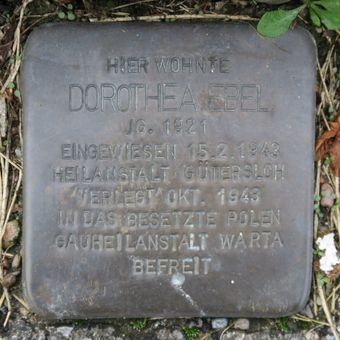 HIER WOHNTE
DOROTHEA EBEL
JG. 1921
EINGEWIESEN 15.2.1943
HEILANSTALT GÜTERSLOH
'VERLEGT' OKT. 1943
IN DAS BESETZTE POLEN
GAUHEILANSTALT WARTA
BEFREIT